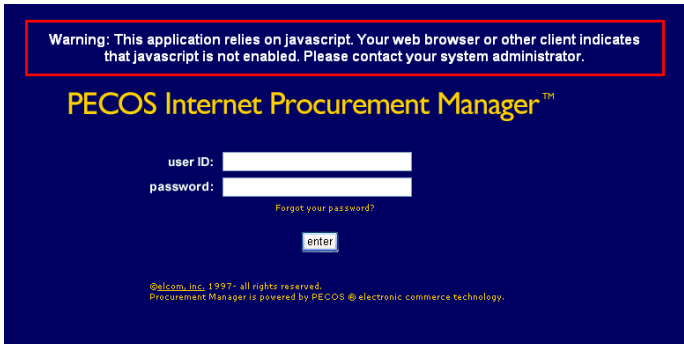 Warning: This application relies on javascript. Your web browser or other client indicates
that javascript is not enabled. Please contact your system administrator.
PECOS Internet Procurement Manager™
user ID:
password:
Forgot your password?
enter
©elcom, inc. 1997- all rights reserved.
Procurement Manager is powered by PECOS ® electronic commerce technology.